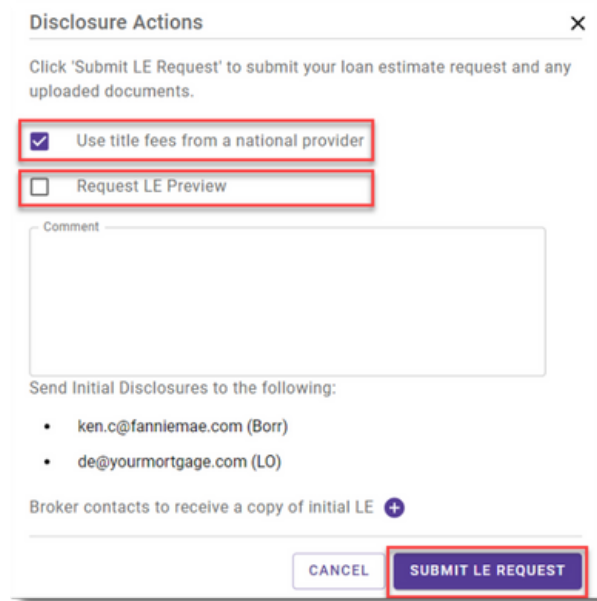 Disclosure Actions
Click 'Submit LE Request' to submit your loan estimate request and any
uploaded documents.
Use title fees from a national provider
Request LE Preview
Comment
Send Initial Disclosures to the following:
• ken.c@fanniemae.com (Borr)
• de@yourmortgage.com (LO)
Broker contacts to receive a copy of initial LE
CANCEL SUBMIT LE REQUEST